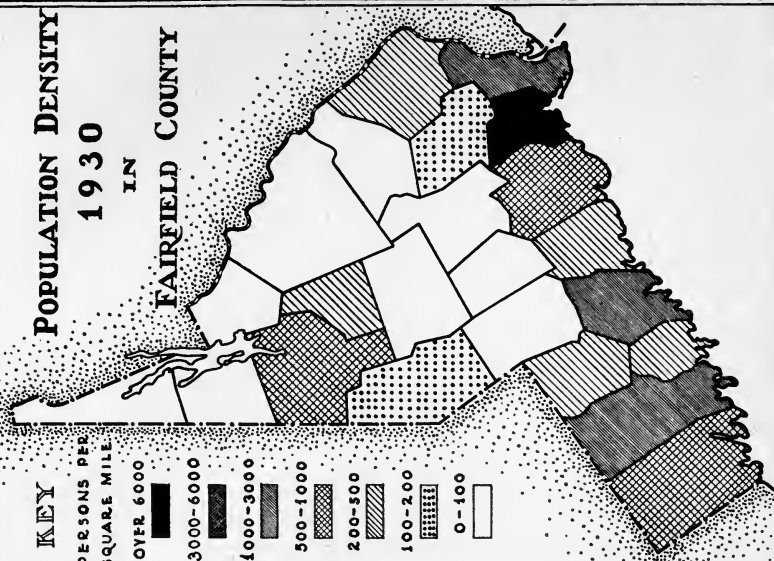 POPULATION DENSITY
1930
IN
FAIRFIELD COUNTY
KEY
PERSONS PER
SQUARE MILE
OVER 6000
3000-6000
1000-3000
500-1000
200-500
100-200
0-100